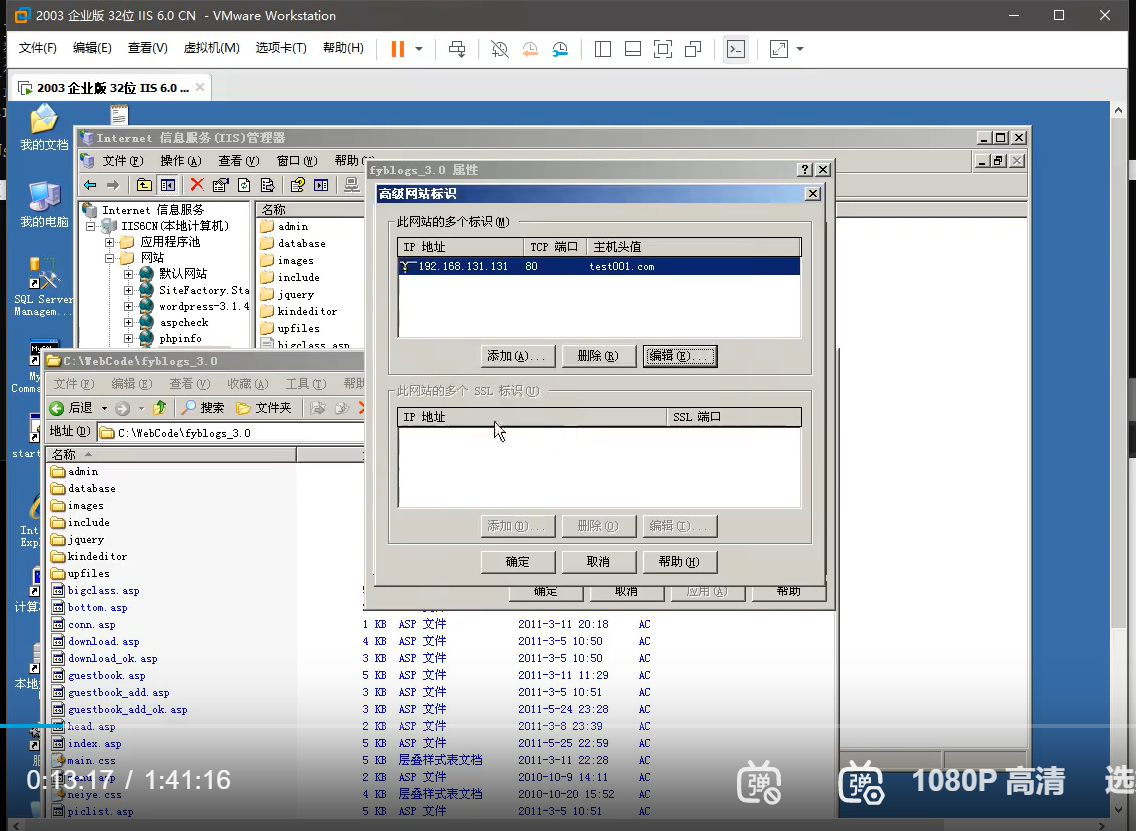 2003 企业版 32位 IIS 6.0 CN - VMware Workstation
文件(F) 编辑(E) 查看(V) 虚拟机(M) 选项卡(T) 帮助(H)
2003 企业版 32位 IIS 6.0 ...
我的文档
我的电脑
SQL Server
Managem...
Internet 信息服务(IIS)管理器
文件(F) 操作(A) 查看(V) 窗口(W) 帮助
Internet 信息服务
IIS6CN(本地计算机)
应用程序池
网站
默认网站
SiteFactory.Sta
wordpress-3.1.4
aspcheck
phpinfo
名称
admin
database
images
include
jquery
kindeditor
upfiles
bigclass.asp
fyblogs_3.0 属性
高级网站标识
此网站的多个标识(M)
IP 地址 TCP 端口 主机头值
192.168.131.131 80 test001.com
添加(A)... 删除(R) 编辑(E)...
此网站的多个 SSL 标识(U)
IP 地址 SSL 端口
添加(D)... 删除(O) 编辑(I)...
确定 取消 帮助(H)
确定 取消 应用(A) 帮助
C:\WebCode\fyblogs_3.0
文件(F) 编辑(E) 查看(V) 收藏(A) 工具(T) 帮助
后退 搜索 文件夹
地址(D) C:\WebCode\fyblogs_3.0
名称
admin
database
images
include
jquery
kindeditor
upfiles
bigclass.asp
bottom.asp
conn.asp 1 KB ASP 文件 2011-3-11 20:18 AC
download.asp 4 KB ASP 文件 2011-3-5 10:50 AC
download_ok.asp 3 KB ASP 文件 2011-3-5 10:50 AC
guestbook.asp 5 KB ASP 文件 2011-3-11 11:29 AC
guestbook_add.asp 3 KB ASP 文件 2011-3-5 10:51 AC
guestbook_add_ok.asp 3 KB ASP 文件 2011-5-24 23:28 AC
head.asp 2 KB ASP 文件 2011-3-8 23:39 AC
index.asp 5 KB ASP 文件 2011-5-25 22:59 AC
main.css 5 KB 层叠样式表文档 2011-3-11 22:28 AC
menu.asp 2 KB ASP 文件 2010-10-9 14:11 AC
neiye.css 4 KB 层叠样式表文档 2010-10-20 15:52 AC
piclist.asp 5 KB ASP 文件 2011-3-5 10:51 AC
0:13:17 / 1:41:16
弹 弹 1080P 高清 选